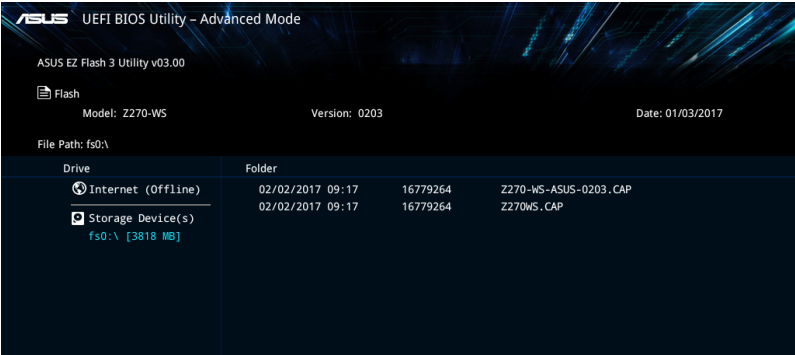 ASUS UEFI BIOS Utility – Advanced Mode
ASUS EZ Flash 3 Utility v03.00
Flash
Model: Z270-WS Version: 0203 Date: 01/03/2017
File Path: fs0:\
Drive Folder
Internet (Offline) 02/02/2017 09:17 16779264 Z270-WS-ASUS-0203.CAP
02/02/2017 09:17 16779264 Z270WS.CAP
Storage Device(s)
fs0:\ [3818 MB]